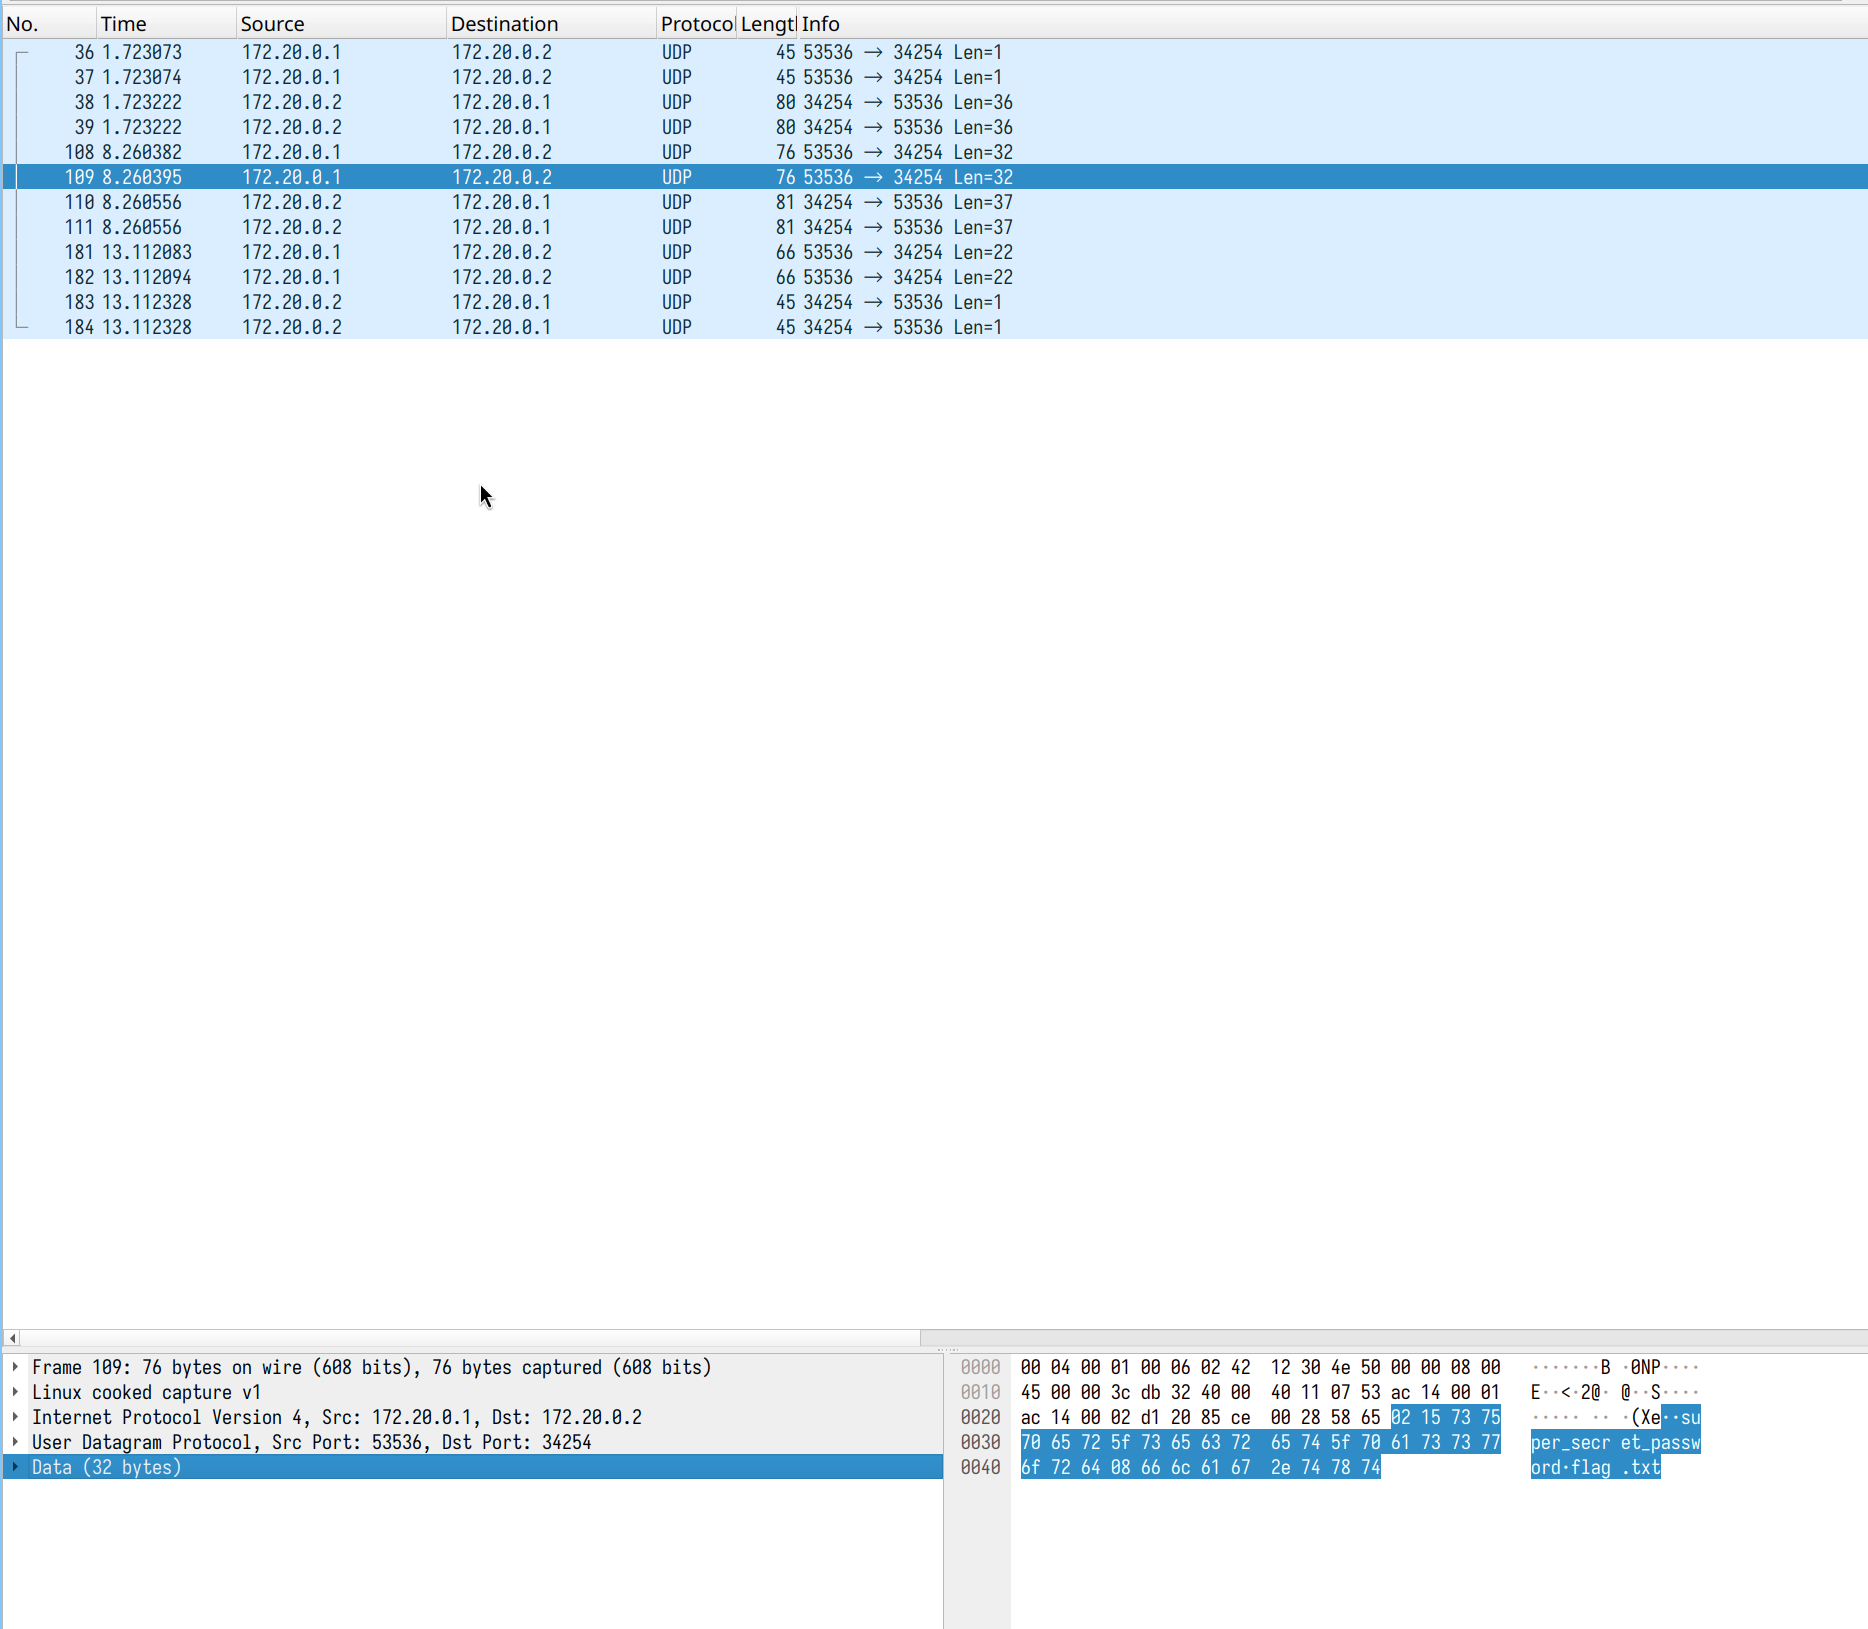 No. Time Source Destination Protocol Length Info
36 1.723073 172.20.0.1 172.20.0.2 UDP 45 53536 → 34254 Len=1
37 1.723074 172.20.0.1 172.20.0.2 UDP 45 53536 → 34254 Len=1
38 1.723222 172.20.0.2 172.20.0.1 UDP 80 34254 → 53536 Len=36
39 1.723222 172.20.0.2 172.20.0.1 UDP 80 34254 → 53536 Len=36
108 8.260382 172.20.0.1 172.20.0.2 UDP 76 53536 → 34254 Len=32
109 8.260395 172.20.0.1 172.20.0.2 UDP 76 53536 → 34254 Len=32
110 8.260556 172.20.0.2 172.20.0.1 UDP 81 34254 → 53536 Len=37
111 8.260556 172.20.0.2 172.20.0.1 UDP 81 34254 → 53536 Len=37
181 13.112083 172.20.0.1 172.20.0.2 UDP 66 53536 → 34254 Len=22
182 13.112094 172.20.0.1 172.20.0.2 UDP 66 53536 → 34254 Len=22
183 13.112328 172.20.0.2 172.20.0.1 UDP 45 34254 → 53536 Len=1
184 13.112328 172.20.0.2 172.20.0.1 UDP 45 34254 → 53536 Len=1
Frame 109: 76 bytes on wire (608 bits), 76 bytes captured (608 bits)
Linux cooked capture v1
Internet Protocol Version 4, Src: 172.20.0.1, Dst: 172.20.0.2
User Datagram Protocol, Src Port: 53536, Dst Port: 34254
Data (32 bytes)
0000 00 04 00 01 00 06 02 42 12 30 4e 50 00 00 08 00 ·······B ·0NP····
0010 45 00 00 3c db 32 40 00 40 11 07 53 ac 14 00 01 E··<·2@· @··S····
0020 ac 14 00 02 d1 20 85 ce 00 28 58 65 02 15 73 75 ····· ·· ·(Xe··su
0030 70 65 72 5f 73 65 63 72 65 74 5f 70 61 73 73 77 per_secr et_passw
0040 6f 72 64 08 66 6c 61 67 2e 74 78 74 ord·flag .txt